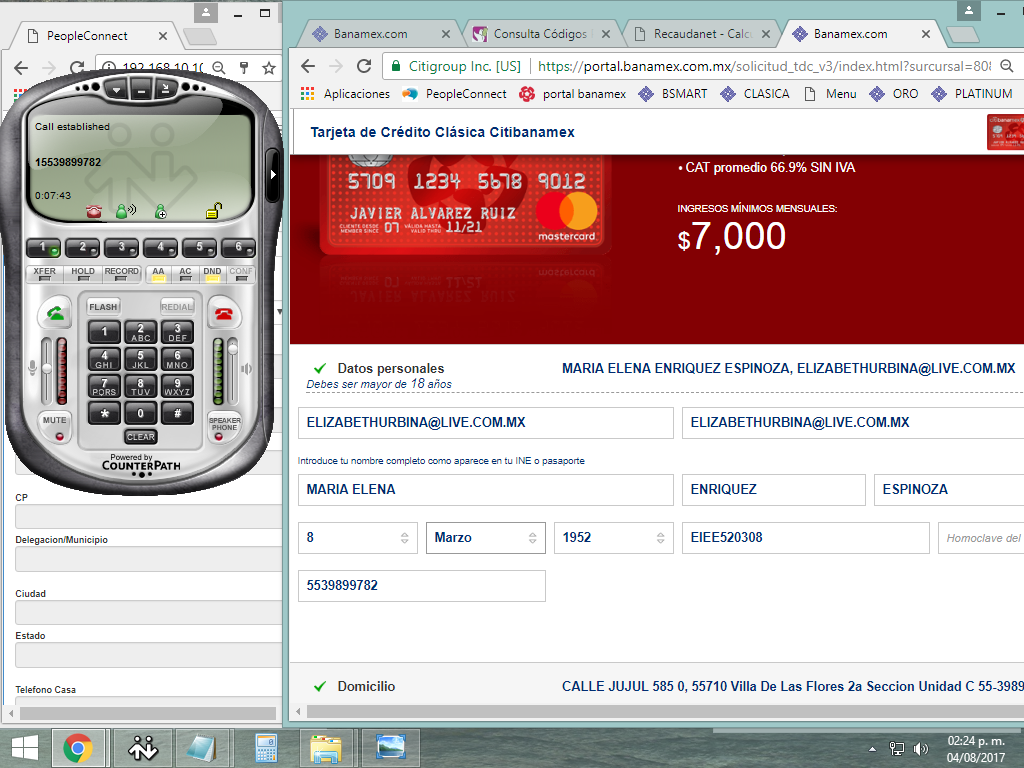 PeopleConnect
192.168.10.10
Call established
15539899782
0:07:43
1 2 3 4 5 6
XFER HOLD RECORD AA AC DND CONF
FLASH REDIAL
1 2 ABC 3 DEF
4 GHI 5 JKL 6 MNO
7 PQRS 8 TUV 9 WXYZ
* 0 #
MUTE CLEAR SPEAKER PHONE
Powered by
COUNTERPATH
CP
Delegacion/Municipio
Ciudad
Estado
Telefono Casa
Banamex.com Consulta Códigos Recaudanet - Calc Banamex.com
Citigroup Inc. [US] https://portal.banamex.com.mx/solicitud_tdc_v3/index.html?surcursal=808
Aplicaciones PeopleConnect portal banamex BSMART CLASICA Menu ORO PLATINUM
Tarjeta de Crédito Clásica Citibanamex
5709 1234 5678 9012
JAVIER ALVAREZ RUIZ
CLIENTE DESDE MEMBER SINCE 07 VÁLIDA HASTA VALID THRU 11/21
mastercard
• CAT promedio 66.9% SIN IVA
INGRESOS MÍNIMOS MENSUALES:
$7,000
Datos personales MARIA ELENA ENRIQUEZ ESPINOZA, ELIZABETHURBINA@LIVE.COM.MX
Debes ser mayor de 18 años
ELIZABETHURBINA@LIVE.COM.MX ELIZABETHURBINA@LIVE.COM.MX
Introduce tu nombre completo como aparece en tu INE o pasaporte
MARIA ELENA ENRIQUEZ ESPINOZA
8 Marzo 1952 EIEE520308 Homoclave del
5539899782
Domicilio CALLE JUJUL 585 0, 55710 Villa De Las Flores 2a Seccion Unidad C 55-3989
02:24 p. m.
04/08/2017